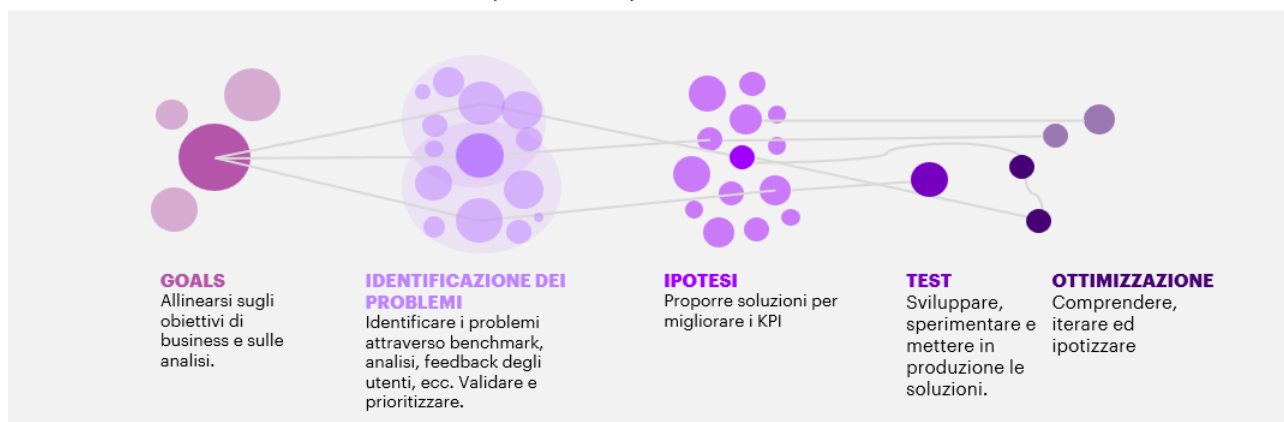 GOALS
Allinearsi sugli
obiettivi di
business e sulle
analisi.
IDENTIFICAZIONE DEI
PROBLEMI
Identificare i problemi
attraverso benchmark,
analisi, feedback degli
utenti, ecc. Validare e
prioritizzare.
IPOTESI
Proporre soluzioni per
migliorare i KPI
TEST
Sviluppare,
sperimentare e
mettere in
produzione le
soluzioni.
OTTIMIZZAZIONE
Comprendere,
iterare ed
ipotizzare